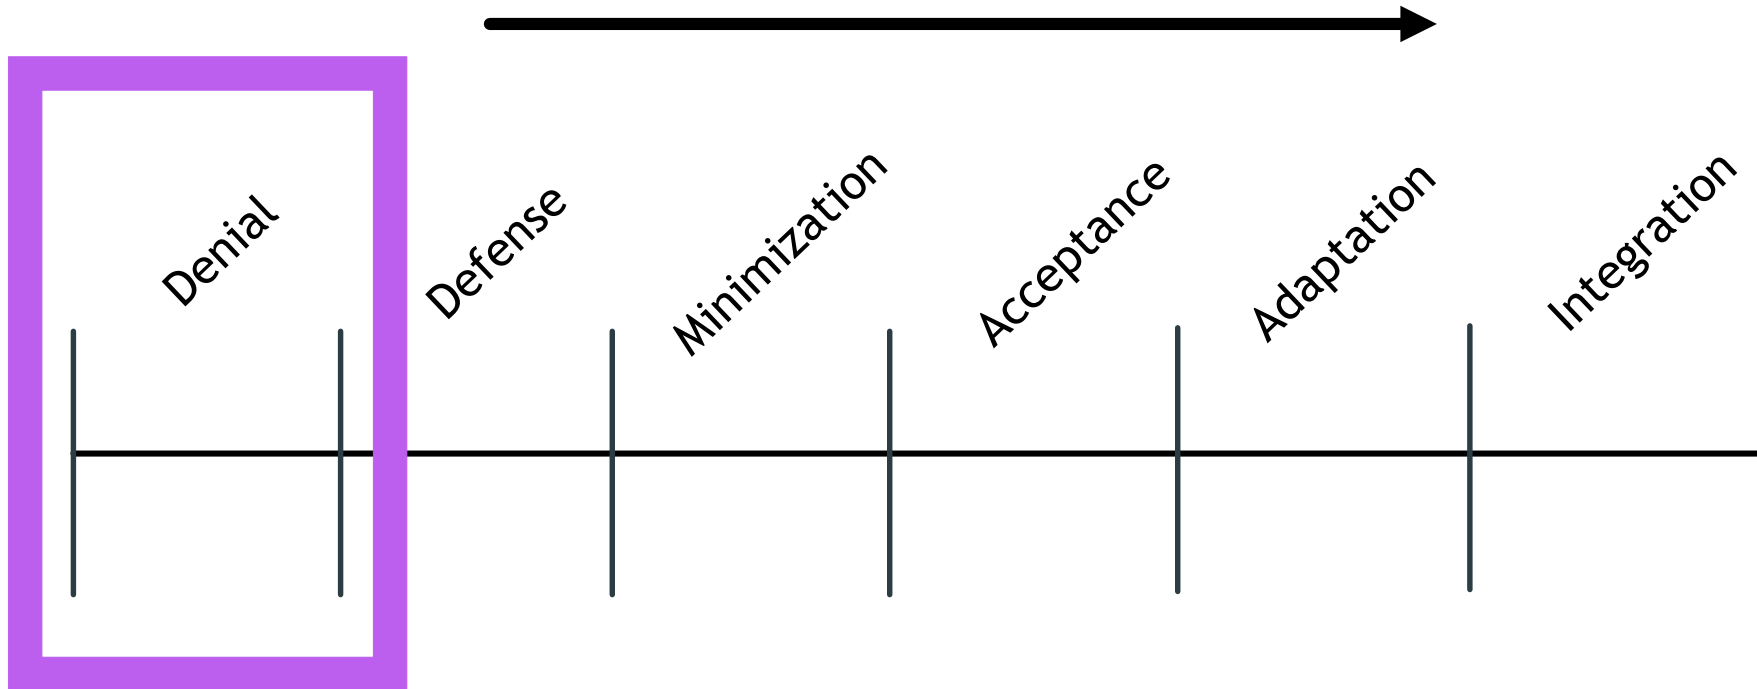 Denial
Defense
Minimization
Acceptance
Adaptation
Integration